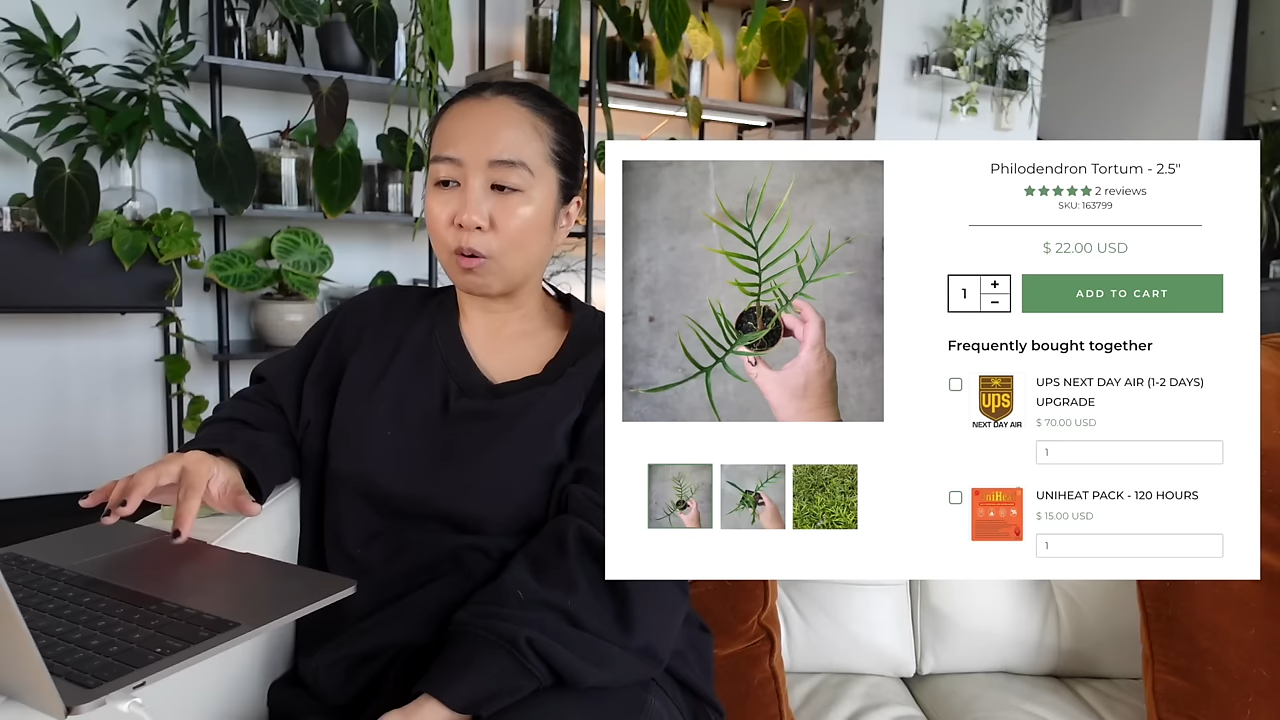 Philodendron Tortum - 2.5"
2 reviews
SKU: 163799
$ 22.00 USD
1
+
−
ADD TO CART
Frequently bought together
ups
NEXT DAY AIR
UPS NEXT DAY AIR (1-2 DAYS)
UPGRADE
$ 70.00 USD
1
UNIHEAT PACK - 120 HOURS
$ 15.00 USD
1